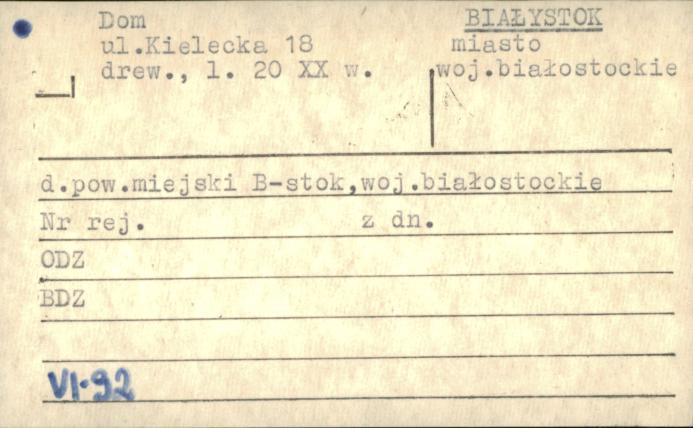 Dom
ul.Kielecka 18
drew., l. 20 XX w.
BIAŁYSTOK
miasto
woj.białostockie
d.pow.miejski B-stok,woj.białostockie
Nr rej. z dn.
ODZ
BDZ
VI-92